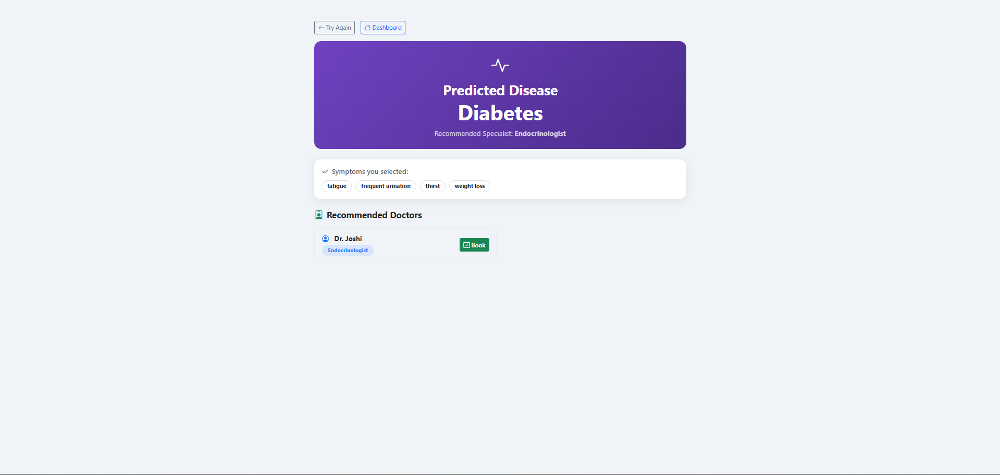 Try Again Dashboard
Predicted Disease
Diabetes
Recommended Specialist: Endocrinologist
Symptoms you selected:
fatigue frequent urination thirst weight loss
Recommended Doctors
Dr. Joshi
Endocrinologist
Book